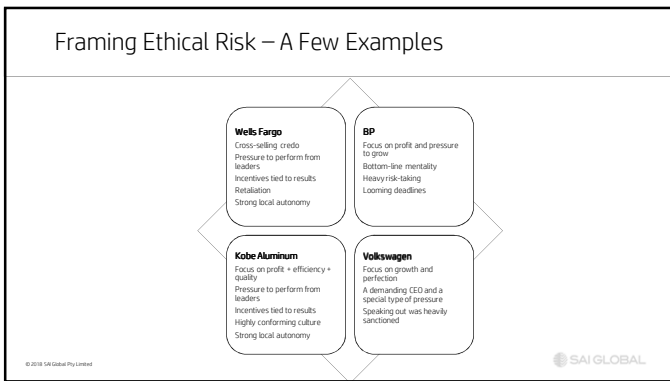 Framing Ethical Risk – A Few Examples
Wells Fargo
Cross-selling credo
Pressure to perform from
leaders
Incentives tied to results
Retaliation
Strong local autonomy
BP
Focus on profit and pressure
to grow
Bottom-line mentality
Heavy risk-taking
Looming deadlines
Kobe Aluminum
Focus on profit + efficiency +
quality
Pressure to perform from
leaders
Incentives tied to results
Highly conforming culture
Strong local autonomy
Volkswagen
Focus on growth and
perfection
A demanding CEO and a
special type of pressure
Speaking out was heavily
sanctioned
© 2018 SAI Global Pty Limited
SAI GLOBAL